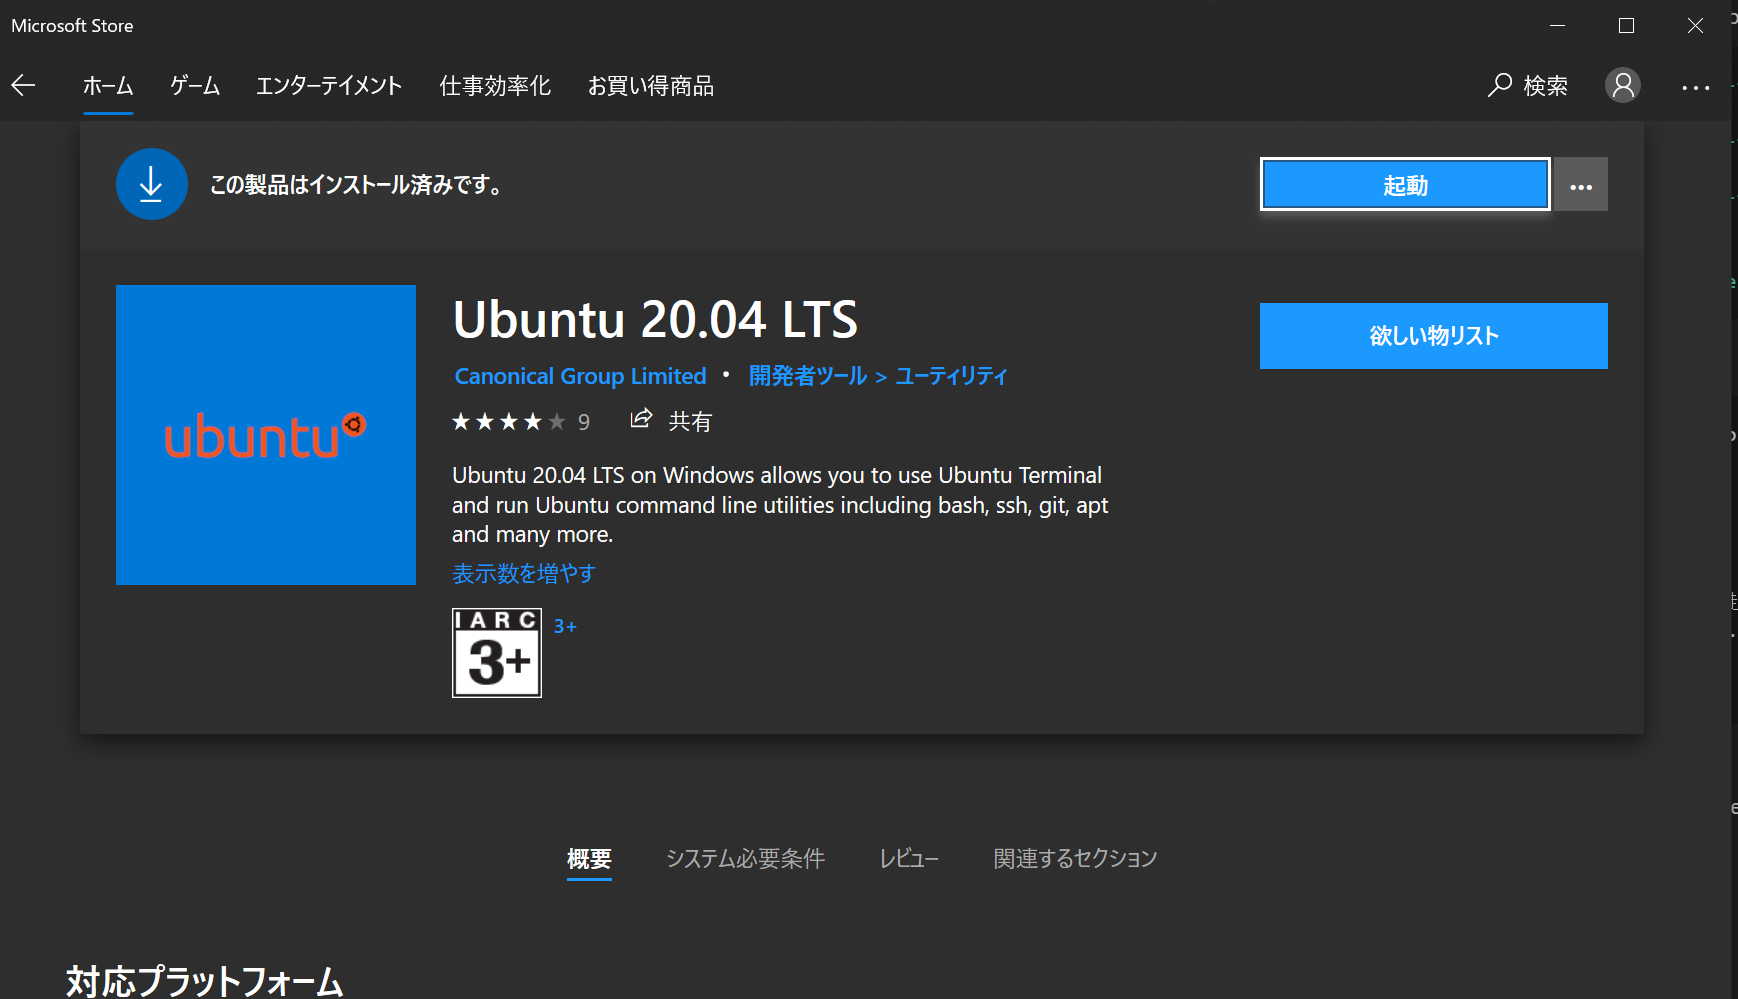 Microsoft Store
ホーム ゲーム エンターテイメント 仕事効率化 お買い得商品 検索
この製品はインストール済みです。
起動
ubuntu
Ubuntu 20.04 LTS
欲しい物リスト
Canonical Group Limited • 開発者ツール > ユーティリティ
9 共有
Ubuntu 20.04 LTS on Windows allows you to use Ubuntu Terminal
and run Ubuntu command line utilities including bash, ssh, git, apt
and many more.
表示数を増やす
IARC
3+
3+
概要 システム必要条件 レビュー 関連するセクション
対応プラットフォーム